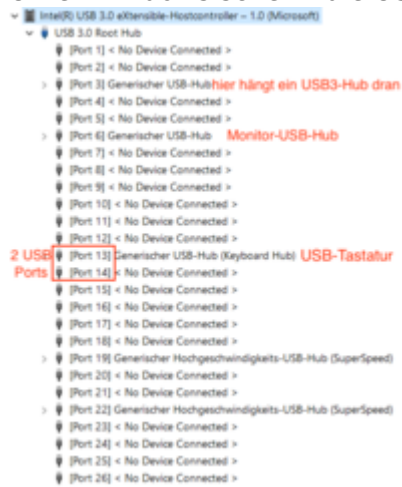 Intel(R) USB 3.0 eXtensible-Hostcontroller – 1.0 (Microsoft)
USB 3.0 Root Hub
[Port 1] < No Device Connected >
[Port 2] < No Device Connected >
[Port 3] Generischer USB-Hub hier hängt ein USB3-Hub dran
[Port 4] < No Device Connected >
[Port 5] < No Device Connected >
[Port 6] Generischer USB-Hub Monitor-USB-Hub
[Port 7] < No Device Connected >
[Port 8] < No Device Connected >
[Port 9] < No Device Connected >
[Port 10] < No Device Connected >
[Port 11] < No Device Connected >
[Port 12] < No Device Connected >
2 USB [Port 13] Generischer USB-Hub (Keyboard Hub) USB-Tastatur
Ports [Port 14] < No Device Connected >
[Port 15] < No Device Connected >
[Port 16] < No Device Connected >
[Port 17] < No Device Connected >
[Port 18] < No Device Connected >
[Port 19] Generischer Hochgeschwindigkeits-USB-Hub (SuperSpeed)
[Port 20] < No Device Connected >
[Port 21] < No Device Connected >
[Port 22] Generischer Hochgeschwindigkeits-USB-Hub (SuperSpeed)
[Port 23] < No Device Connected >
[Port 24] < No Device Connected >
[Port 25] < No Device Connected >
[Port 26] < No Device Connected >